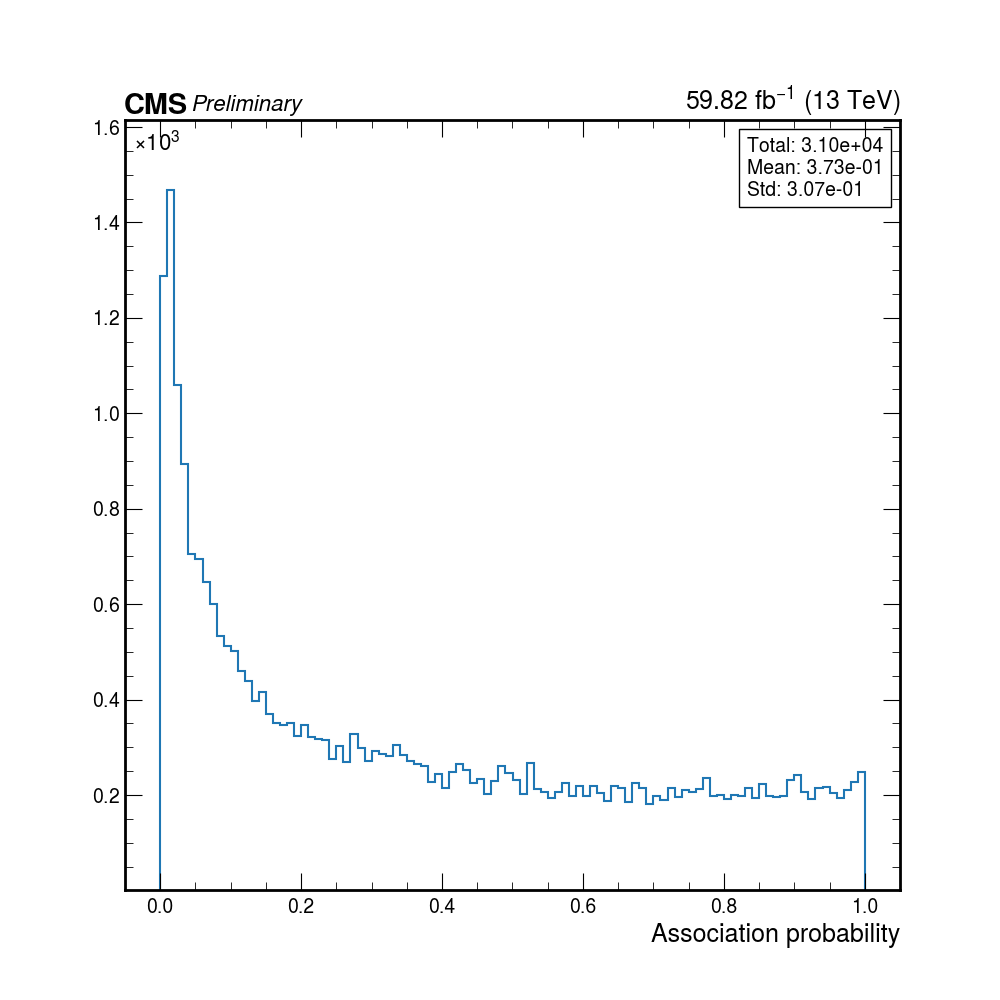 CMS Preliminary
59.82 fb⁻¹ (13 TeV)
×10³
Total: 3.10e+04
Mean: 3.73e-01
Std: 3.07e-01
1.6
1.4
1.2
1.0
0.8
0.6
0.4
0.2
0.0 0.2 0.4 0.6 0.8 1.0
Association probability